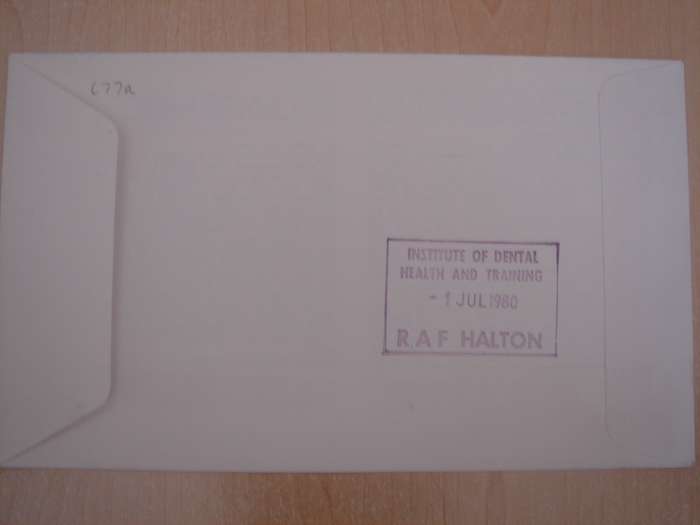 c77a
INSTITUTE OF DENTAL
HEALTH AND TRAINING
- 1 JUL 1980
R A F HALTON